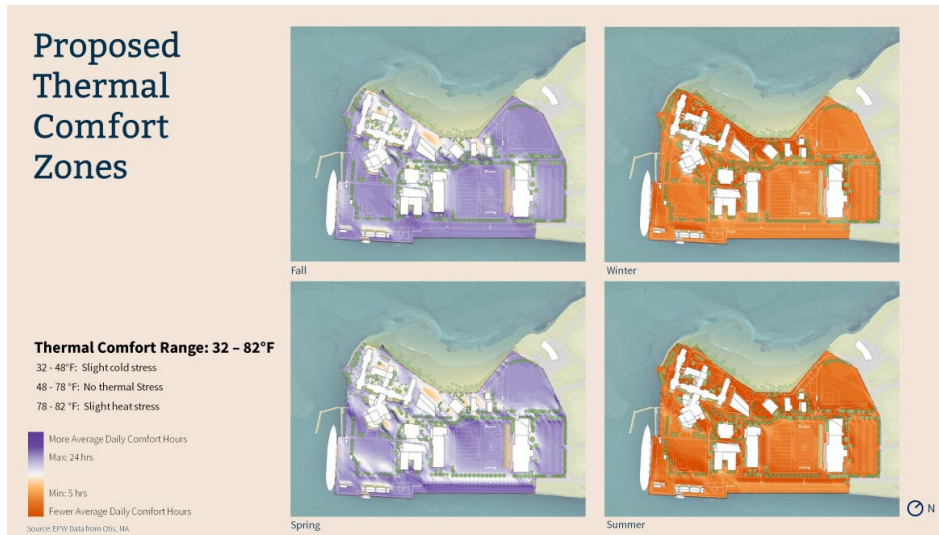 Proposed
Thermal
Comfort
Zones
Fall
Winter
Thermal Comfort Range: 32 – 82°F
32 - 48°F: Slight cold stress
48 - 78 °F: No thermal Stress
78 - 82 °F: Slight heat stress
More Average Daily Comfort Hours
Max: 24 hrs
Min: 5 hrs
Fewer Average Daily Comfort Hours
Source: EPW Data from Otis, MA
Spring
Summer
N